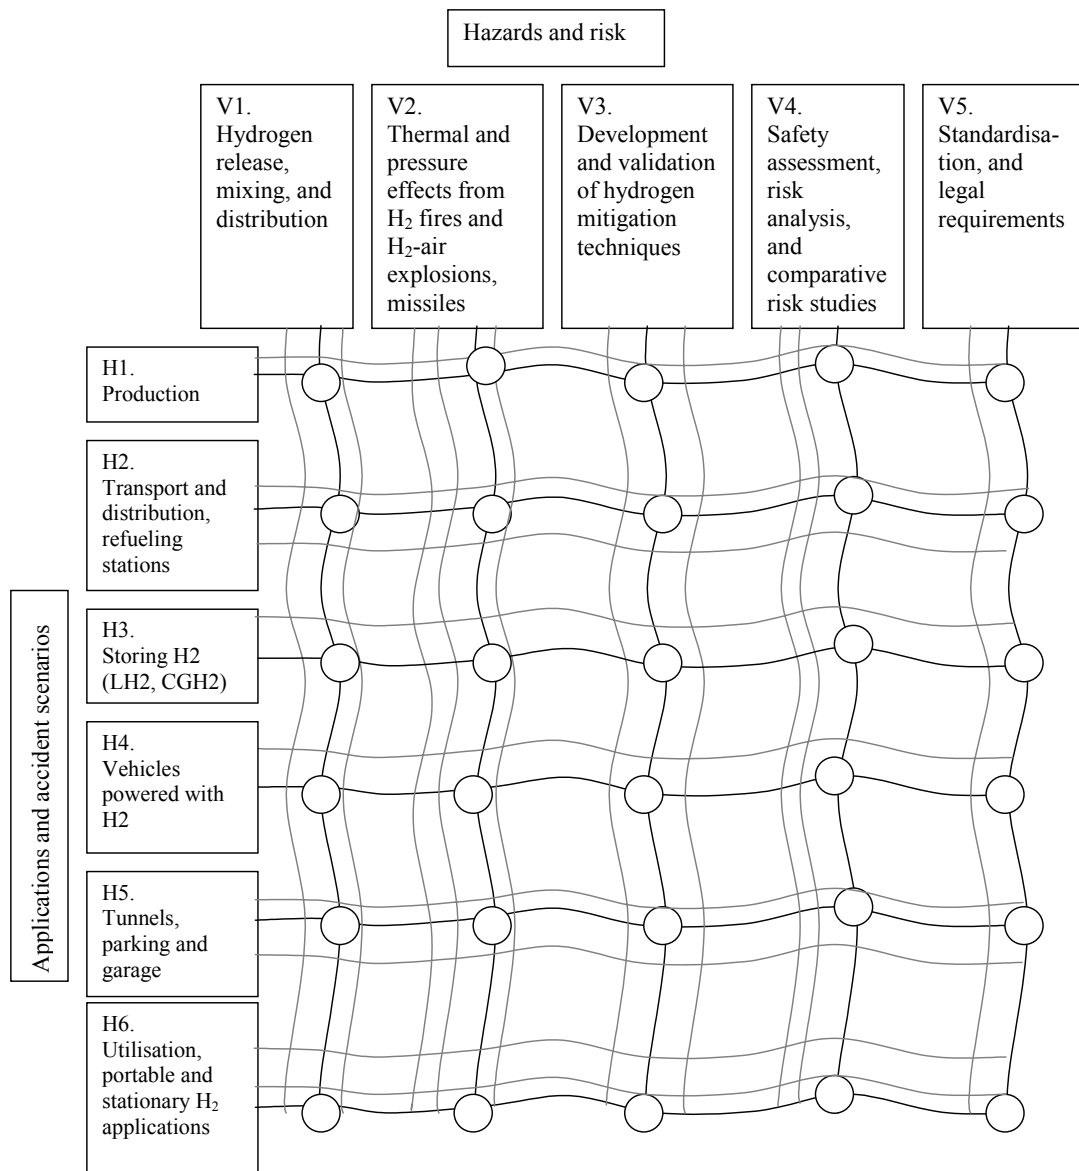 Hazards and risk
V1.
Hydrogen
release,
mixing, and
distribution
V2.
Thermal and
pressure
effects from
H₂ fires and
H₂-air
explosions,
missiles
V3.
Development
and validation
of hydrogen
mitigation
techniques
V4.
Safety
assessment,
risk
analysis,
and
comparative
risk studies
V5.
Standardisa-
tion, and
legal
requirements
H1.
Production
H2.
Transport and
distribution,
refueling
stations
Applications and accident scenarios
H3.
Storing H2
(LH2, CGH2)
H4.
Vehicles
powered with
H2
H5.
Tunnels,
parking and
garage
H6.
Utilisation,
portable and
stationary H₂
applications